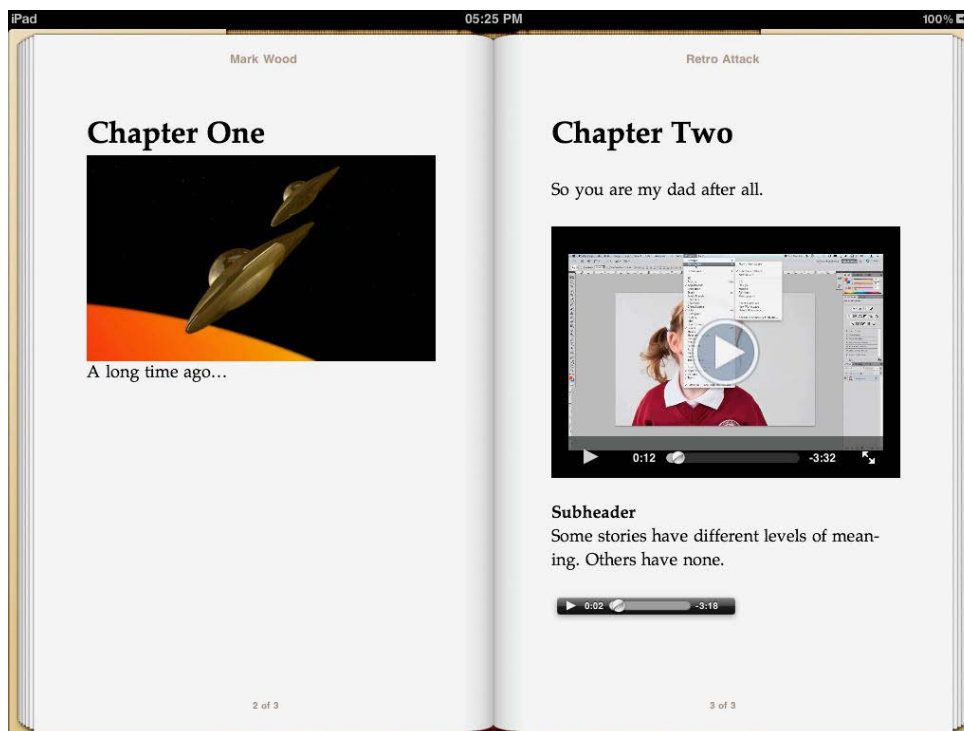 iPad
05:25 PM
100%
Mark Wood
Chapter One
A long time ago...
2 of 3
Retro Attack
Chapter Two
So you are my dad after all.
0:12
-3:32
Subheader
Some stories have different levels of mean-
ing. Others have none.
0:02
-3:18
3 of 3